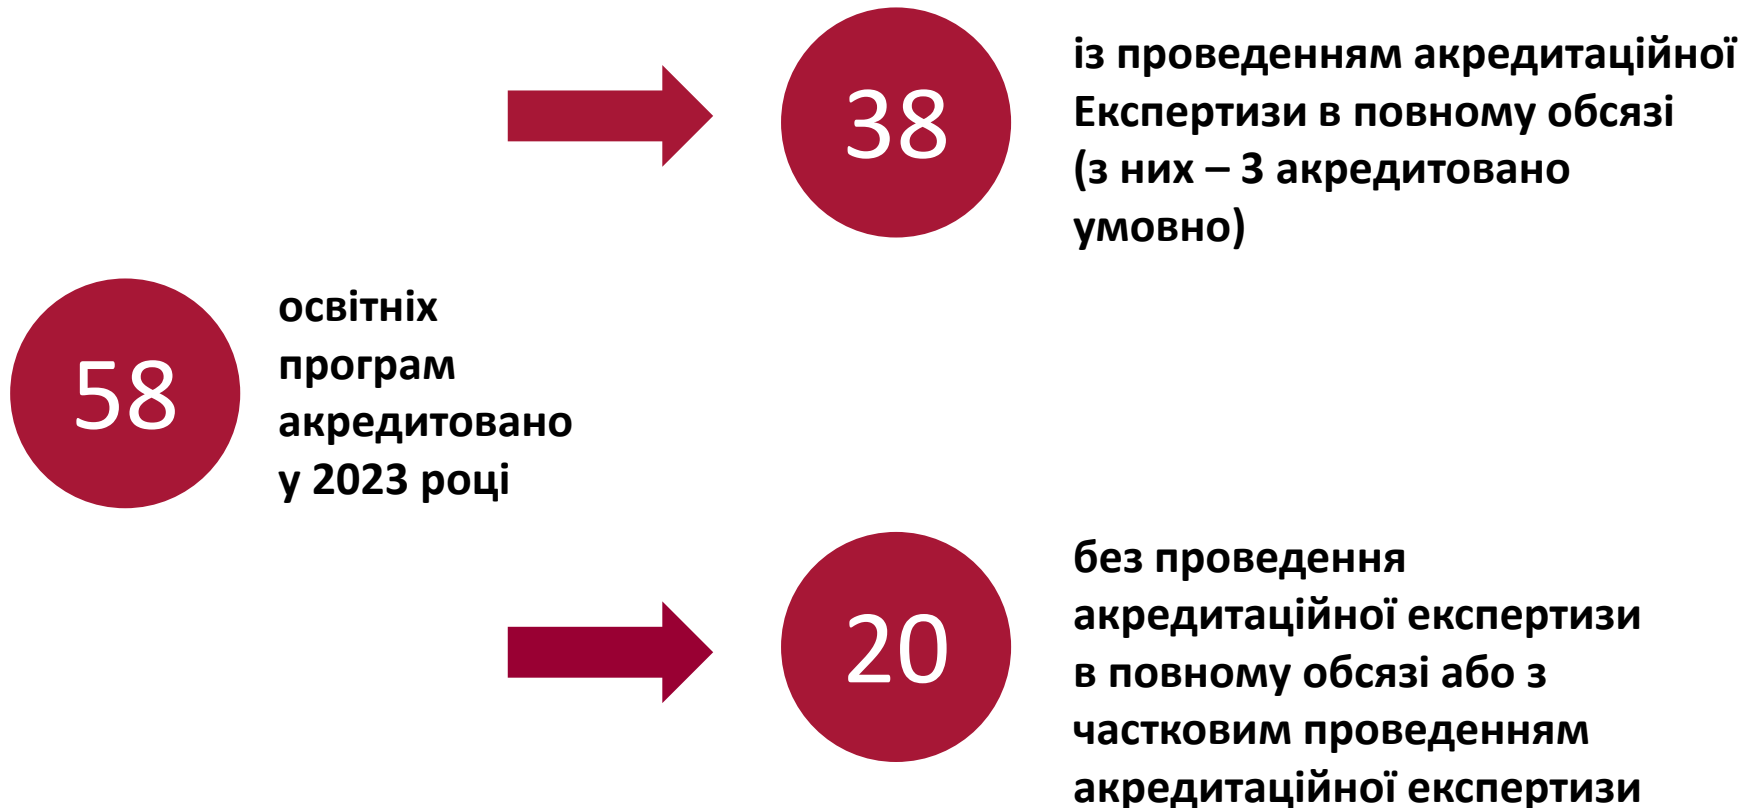 38
із проведенням акредитаційної
Експертизи в повному обсязі
(з них – 3 акредитовано
умовно)
58
освітніх
програм
акредитовано
у 2023 році
20
без проведення
акредитаційної експертизи
в повному обсязі або з
частковим проведенням
акредитаційної експертизи